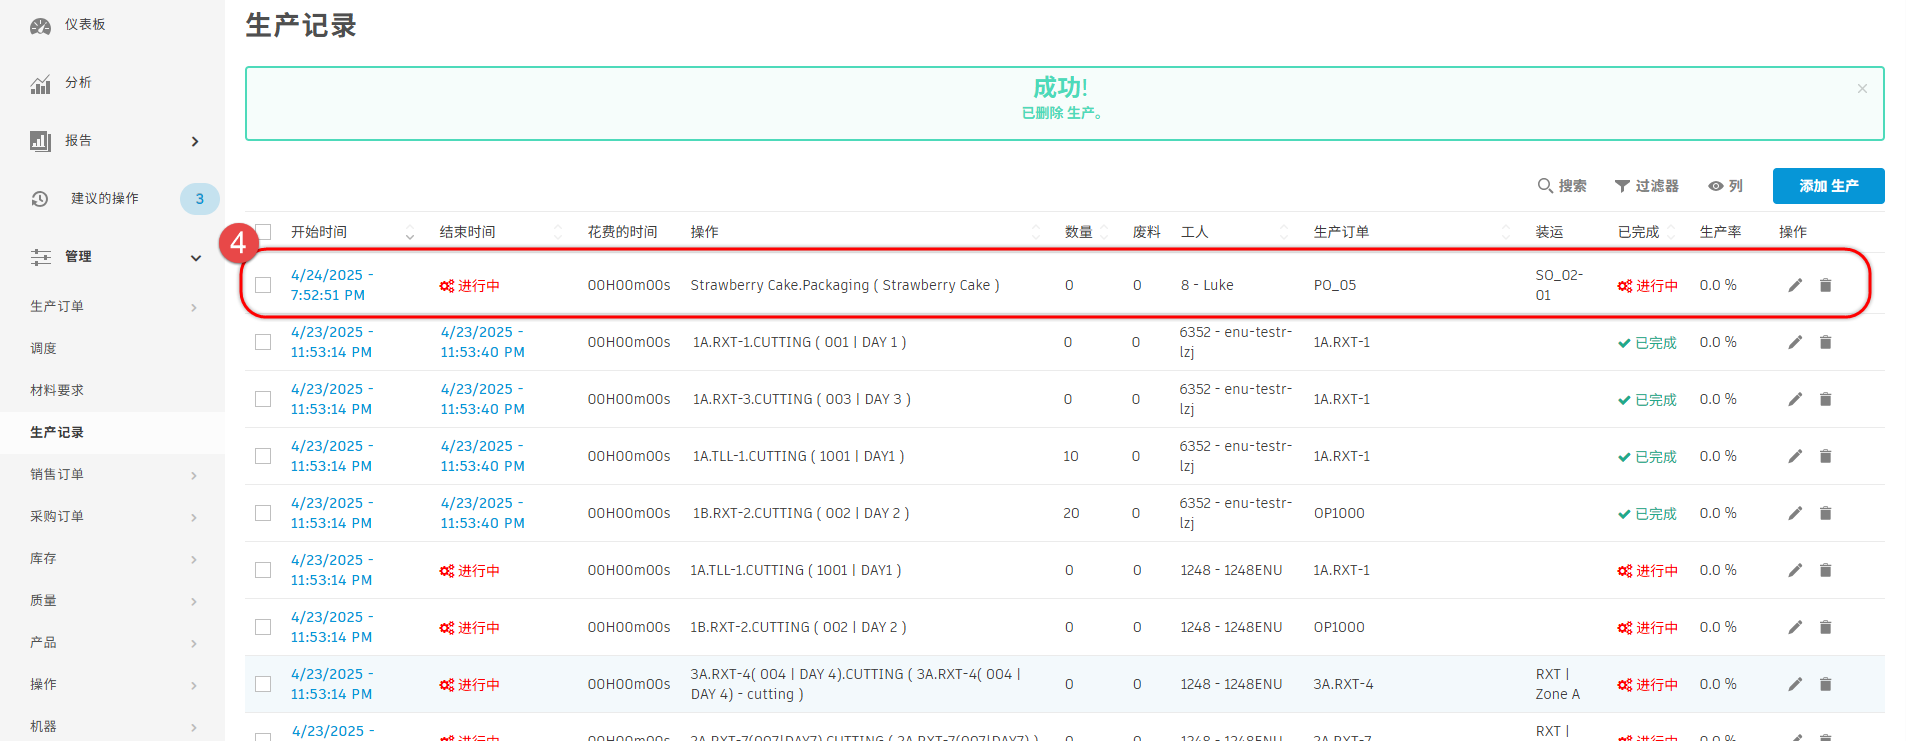 仪表板
分析
报告
建议的操作 3
管理
生产订单
调度
材料要求
生产记录
销售订单
采购订单
库存
质量
产品
操作
机器
生产记录
成功!
已删除 生产。
×
搜索 过滤器 列 添加 生产
4
开始时间 结束时间 花费的时间 操作 数量 废料 工人 生产订单 装运 已完成 生产率 操作
4/24/2025 -
7:52:51 PM 进行中 00H00m00s Strawberry Cake.Packaging ( Strawberry Cake ) 0 0 8 - Luke PO_05 SO_02-
01 进行中 0.0 %
4/23/2025 - 4/23/2025 - 6352 - enu-testr-
11:53:14 PM 11:53:40 PM 00H00m00s 1A.RXT-1.CUTTING ( 001 | DAY 1 ) 0 0 lzj 1A.RXT-1 已完成 0.0 %
4/23/2025 - 4/23/2025 - 6352 - enu-testr-
11:53:14 PM 11:53:40 PM 00H00m00s 1A.RXT-3.CUTTING ( 003 | DAY 3 ) 0 0 lzj 1A.RXT-1 已完成 0.0 %
4/23/2025 - 4/23/2025 - 6352 - enu-testr-
11:53:14 PM 11:53:40 PM 00H00m00s 1A.TLL-1.CUTTING ( 1001 | DAY1 ) 10 0 lzj 1A.RXT-1 已完成 0.0 %
4/23/2025 - 4/23/2025 - 6352 - enu-testr-
11:53:14 PM 11:53:40 PM 00H00m00s 1B.RXT-2.CUTTING ( 002 | DAY 2 ) 20 0 lzj OP1000 已完成 0.0 %
4/23/2025 -
11:53:14 PM 进行中 00H00m00s 1A.TLL-1.CUTTING ( 1001 | DAY1 ) 0 0 1248 - 1248ENU 1A.RXT-1 进行中 0.0 %
4/23/2025 -
11:53:14 PM 进行中 00H00m00s 1B.RXT-2.CUTTING ( 002 | DAY 2 ) 0 0 1248 - 1248ENU OP1000 进行中 0.0 %
4/23/2025 - 3A.RXT-4( 004 | DAY 4).CUTTING ( 3A.RXT-4( 004 | RXT |
11:53:14 PM 进行中 00H00m00s DAY 4) - cutting ) 0 0 1248 - 1248ENU 3A.RXT-4 Zone A 进行中 0.0 %
4/23/2025 - RXT |
进行中 00H00m00s 0 0 1248 - 1248ENU 进行中 0.0 %